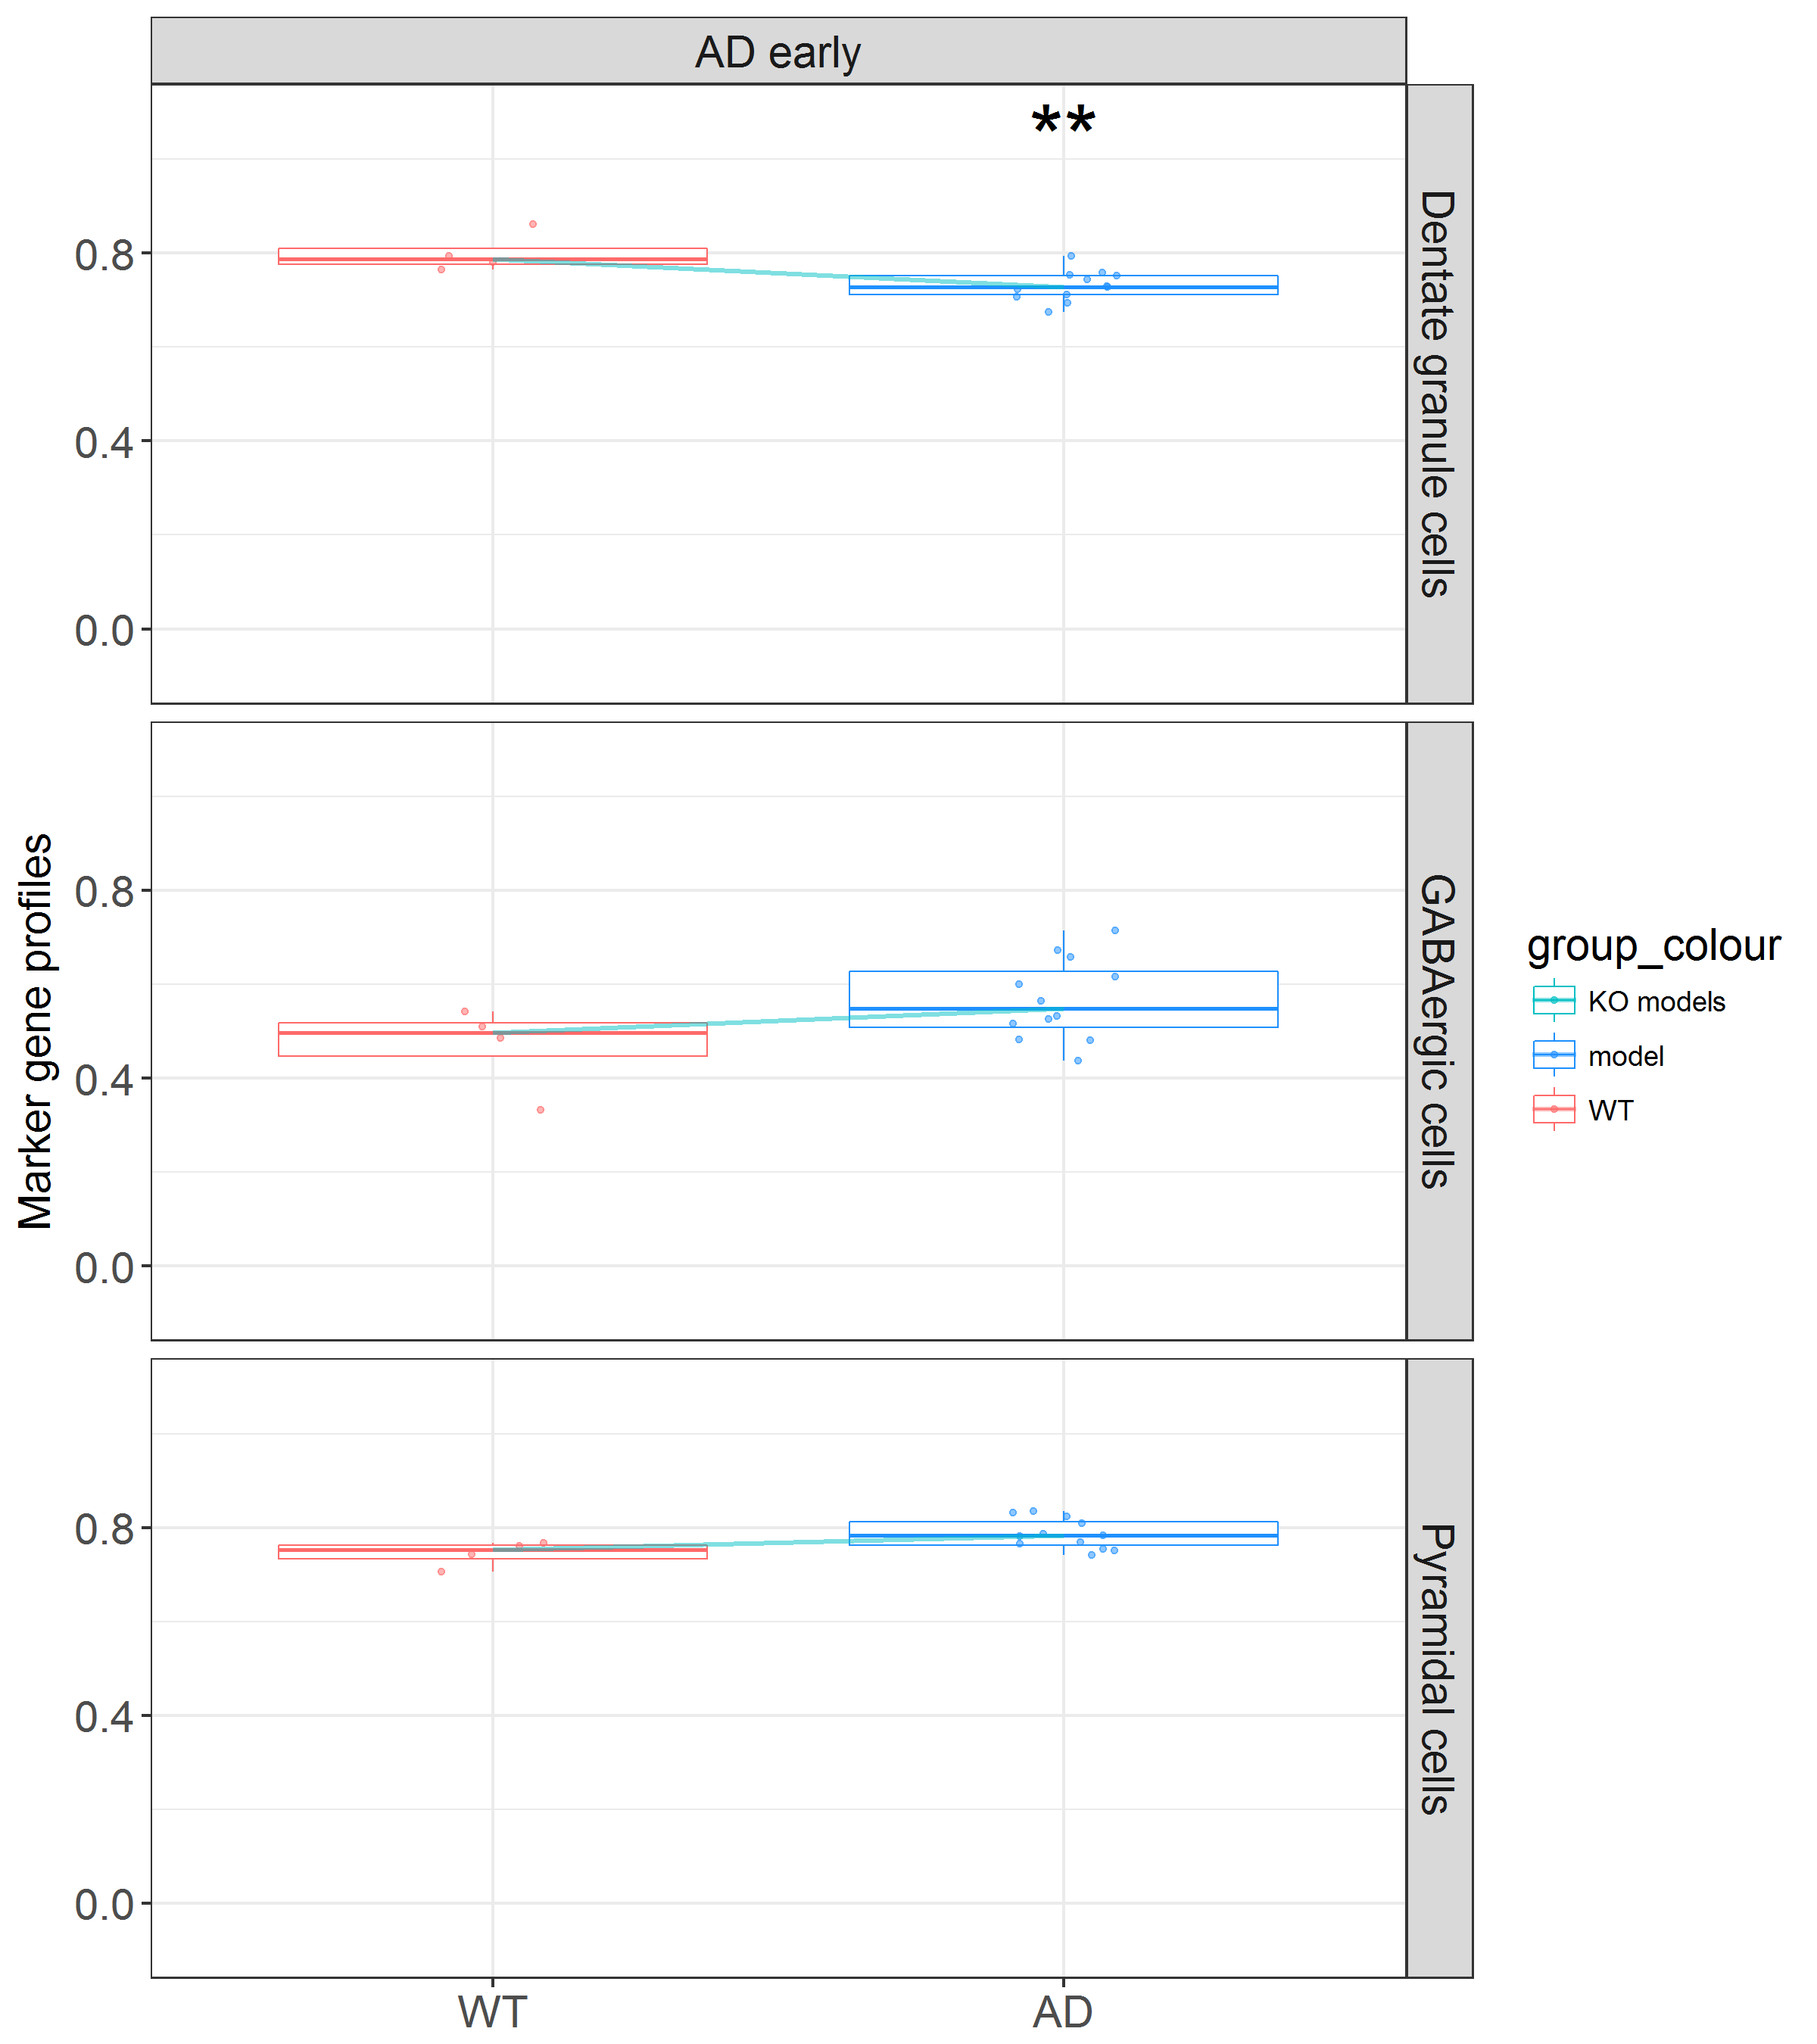 AD early
**
0.8
0.4
0.0
Dentate granule cells
Marker gene profiles
0.8
0.4
0.0
GABAergic cells
0.8
0.4
0.0
Pyramidal cells
WT
AD
group_colour
KO models
model
WT